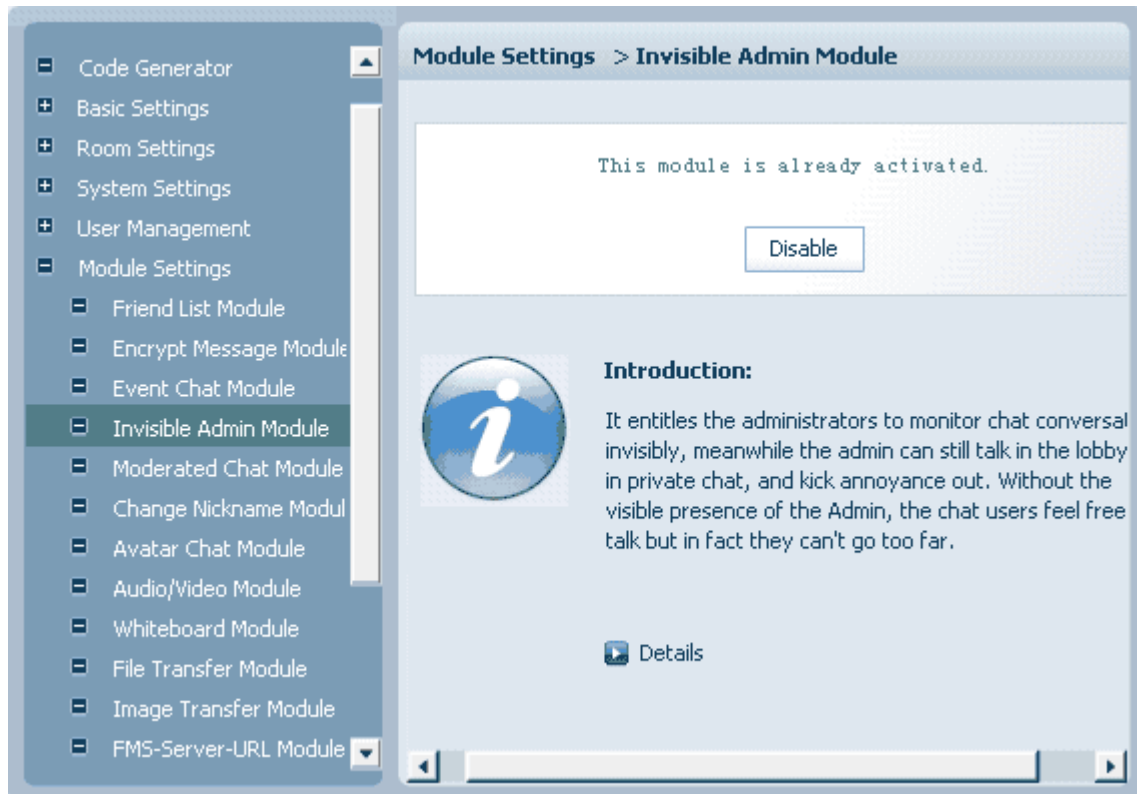 Code Generator
Basic Settings
Room Settings
System Settings
User Management
Module Settings
Friend List Module
Encrypt Message Module
Event Chat Module
Invisible Admin Module
Moderated Chat Module
Change Nickname Modul
Avatar Chat Module
Audio/Video Module
Whiteboard Module
File Transfer Module
Image Transfer Module
FMS-Server-URL Module
Module Settings > Invisible Admin Module
This module is already activated.
Disable
Introduction:
It entitles the administrators to monitor chat conversat
invisibly, meanwhile the admin can still talk in the lobby
in private chat, and kick annoyance out. Without the
visible presence of the Admin, the chat users feel free
talk but in fact they can't go too far.
Details